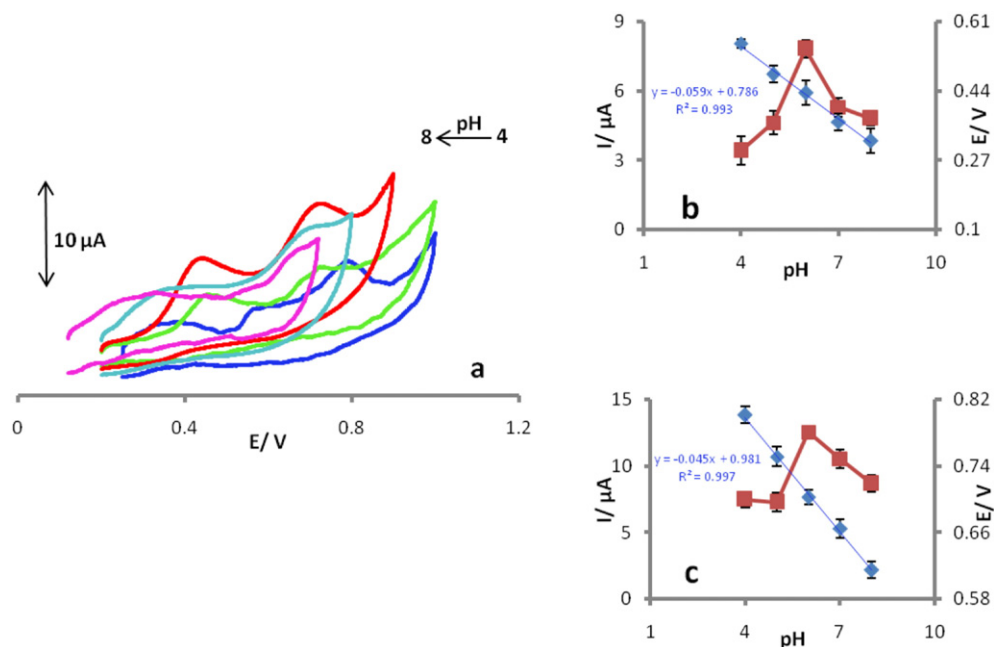 8 ← pH 4
10 µA
a
0 0.4 0.8 1.2
E/ V
9 0.61
6 0.44
3 0.27
0 0.1
I/ µA
E/ V
y = -0.059x + 0.786
R² = 0.993
b
1 4 7 10
pH
15 0.82
10 0.74
5 0.66
0 0.58
I/ µA
E/ V
y = -0.045x + 0.981
R² = 0.997
c
1 4 7 10
pH